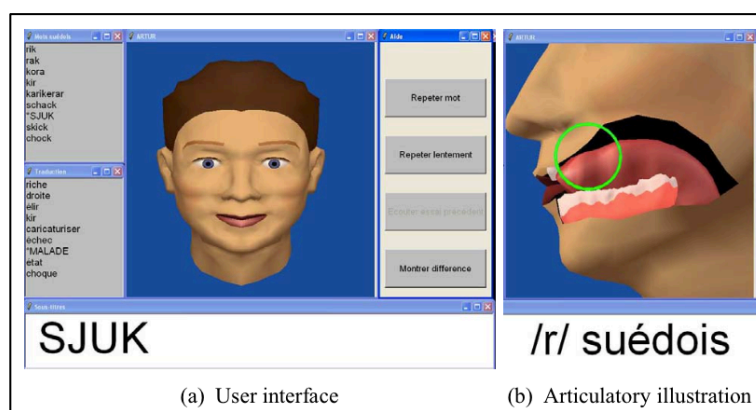 Mots suédois
rik
rak
kora
kir
karikerar
schack
*SJUK
skick
chock
Traduction
riche
droite
élir
kir
caricaturiser
échec
*MALADE
état
choque
ARTUR
Aide
Repeter mot
Repeter lentement
Ecouter essai précédent
Montrer difference
Sous-titres
SJUK
(a) User interface
ARTUR
/r/ suédois
(b) Articulatory illustration